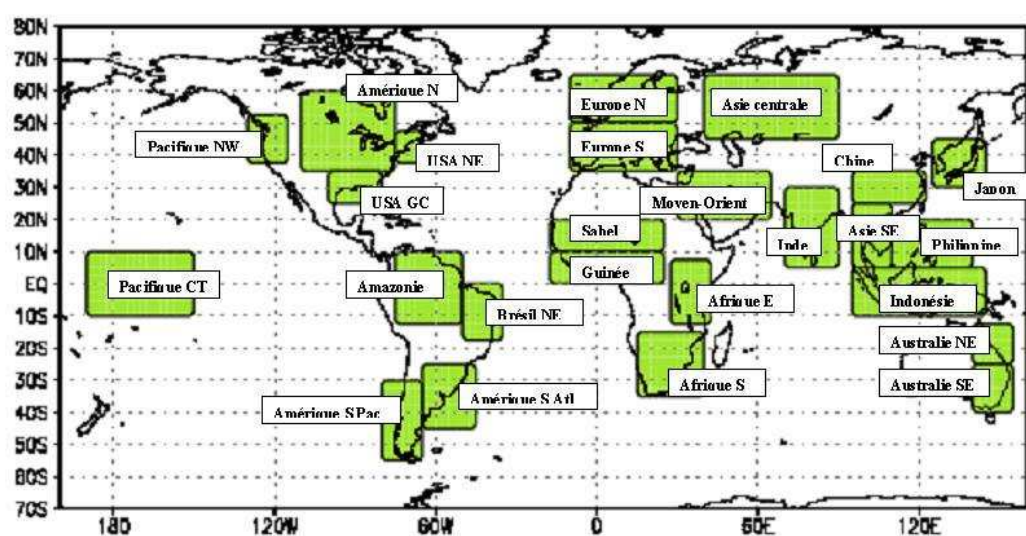 80N
70N
60N
50N
40N
30N
20N
10N
EQ
10S
20S
30S
40S
50S
60S
70S
Amérique N
Europe N
Asie centrale
Pacifique NW
USA NE
Europe S
Chine
Japon
USA GC
Moyen-Orient
Sahel
Inde
Asie SE
Philippine
Pacifique CT
Amazonie
Guinée
Afrique E
Indonésie
Brésil NE
Australie NE
Amérique S Pac
Amérique S Atl
Afrique S
Australie SE
180
120W
60W
0
60E
120E